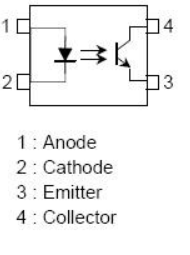 1 4
2 3
1 : Anode
2 : Cathode
3 : Emitter
4 : Collector